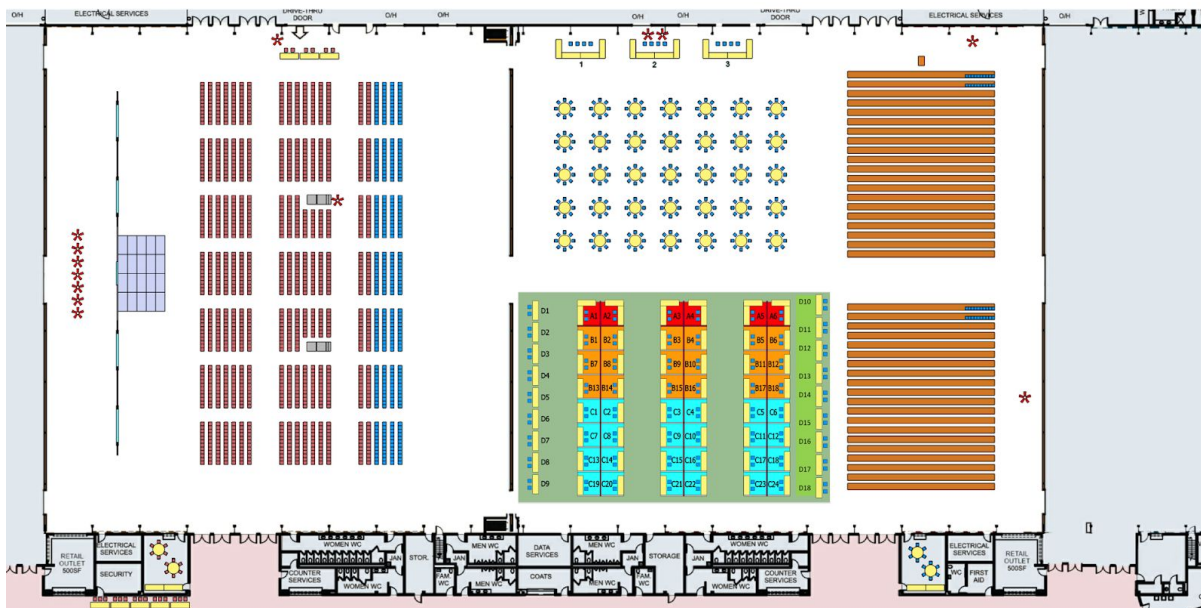 O/H
ELECTRICAL SERVICES
O/H
DRIVE-THRU
DOOR
O/H
O/H
O/H
DRIVE-THRU
DOOR
ELECTRICAL SERVICES
O/H
1
2
3
D1
A1 A2
A3 A4
A5 A6
D10
D2
B1 B2
B3 B4
B5 B6
D11
D3
B7 B8
B9 B10
B11 B12
D12
D4
B13 B14
B15 B16
B17 B18
D13
D5
C1 C2
C3 C4
C5 C6
D14
D6
C7 C8
C9 C10
C11 C12
D15
D7
C13 C14
C15 C16
C17 C18
D16
D8
C19 C20
C21 C22
C23 C24
D17
D9
D18
RETAIL
OUTLET
500SF
ELECTRICAL
SERVICES
SECURITY
WOMEN WC
COUNTER
SERVICES
WOMEN WC
JAN
STOR.
FAM.
WC
MEN WC
JAN
MEN WC
DATA
SERVICES
COATS
MEN WC
JAN
MEN WC
FAM.
WC
STORAGE
WOMEN WC
JAN
WOMEN WC
COUNTER
SERVICES
ELECTRICAL
SERVICES
WC
FIRST
AID
RETAIL
OUTLET
500SF